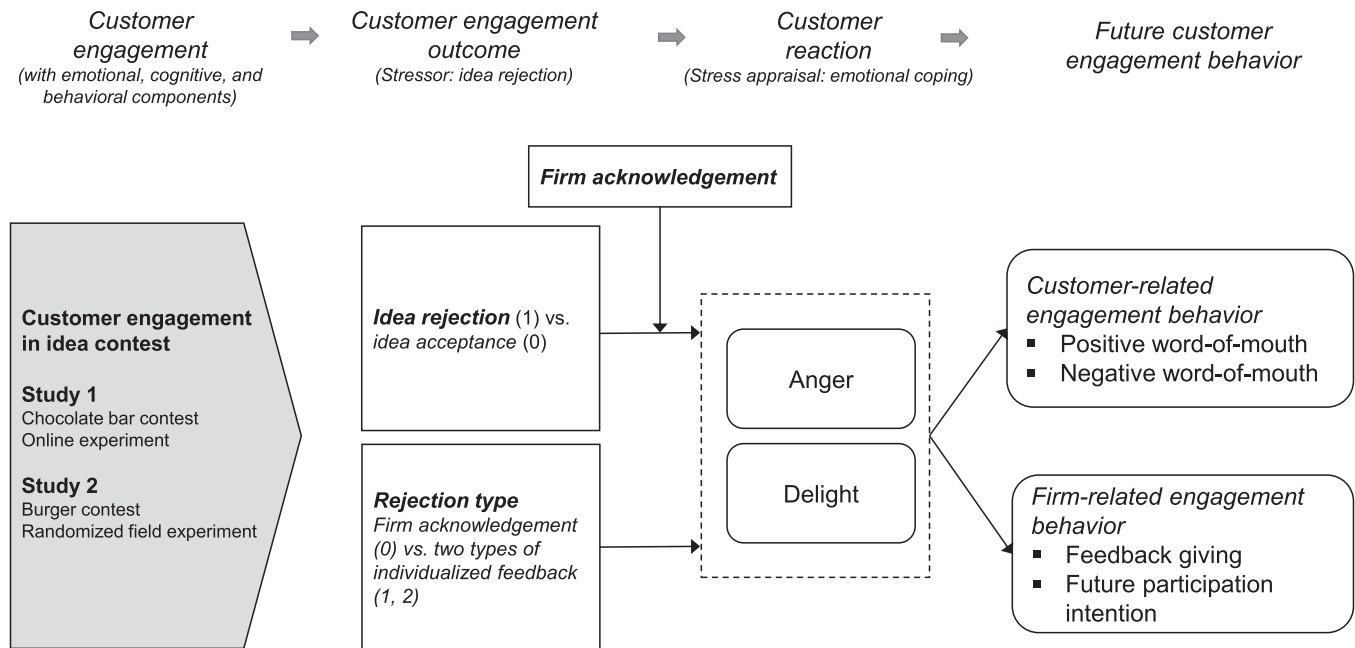 Customer
engagement
(with emotional, cognitive, and
behavioral components)
Customer engagement
outcome
(Stressor: idea rejection)
Customer
reaction
(Stress appraisal: emotional coping)
Future customer
engagement behavior
Firm acknowledgement
Customer engagement
in idea contest
Study 1
Chocolate bar contest
Online experiment
Study 2
Burger contest
Randomized field experiment
Idea rejection (1) vs.
idea acceptance (0)
Rejection type
Firm acknowledgement
(0) vs. two types of
individualized feedback
(1, 2)
Anger
Delight
Customer-related
engagement behavior
▪ Positive word-of-mouth
▪ Negative word-of-mouth
Firm-related engagement
behavior
▪ Feedback giving
▪ Future participation
intention